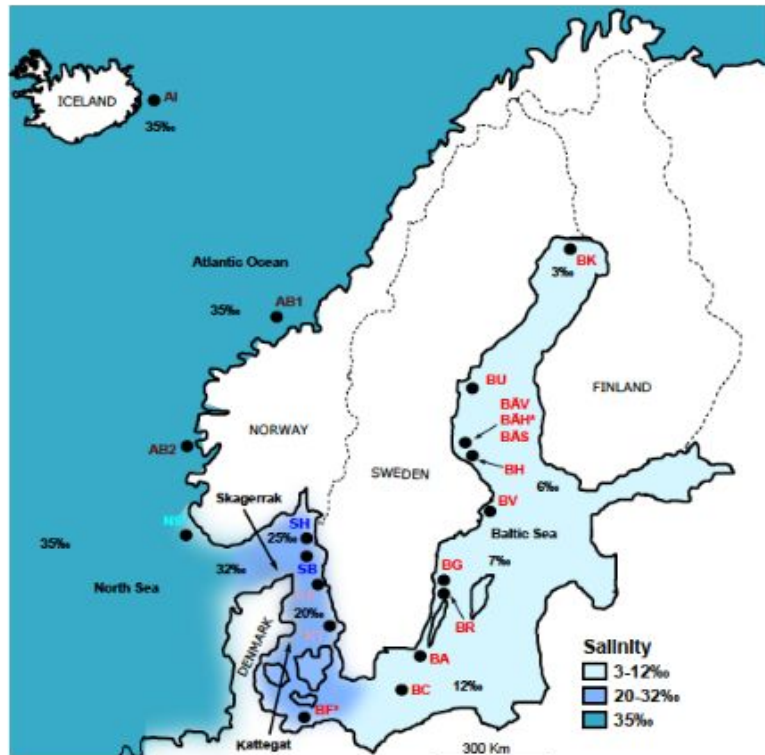 ICELAND
AI
35‰
Atlantic Ocean
AB1
35‰
BK
3‰
BU
FINLAND
BÄV
BÄHª
BÄS
NORWAY
AB2
SWEDEN
BH
6‰
Skagerrak
BV
SH
25‰
35‰
Baltic Sea
32‰
SB
7‰
North Sea
BG
20‰
DENMARK
BR
Salinity
BA
3-12‰
BC
12‰
20-32‰
BFª
35‰
Kattegat
300 Km